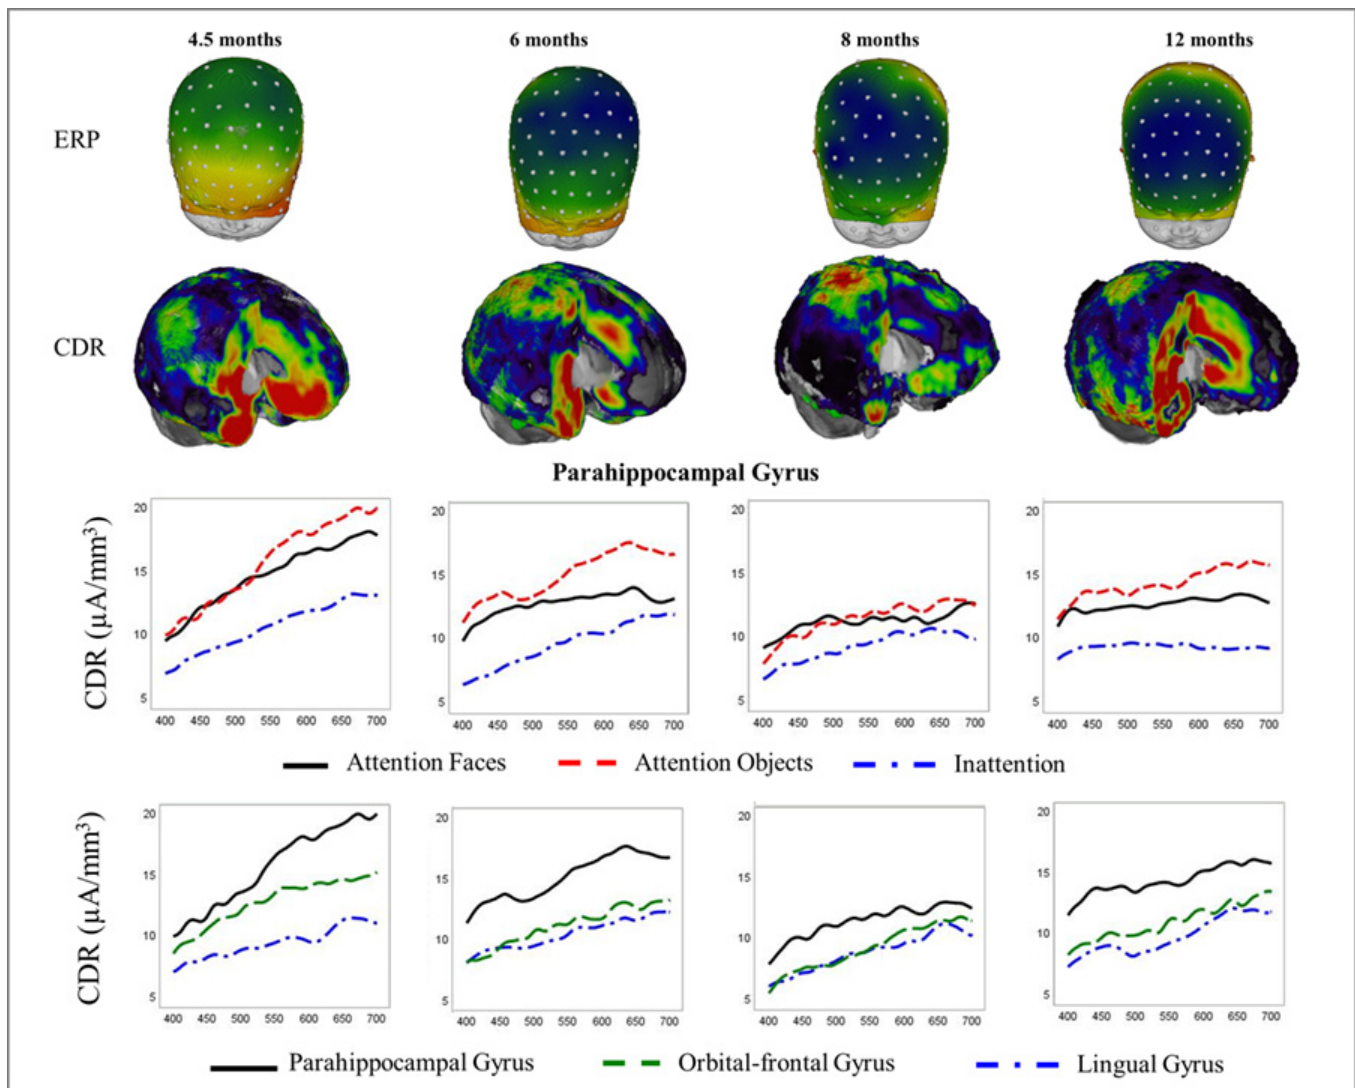 4.5 months 6 months 8 months 12 months
ERP
CDR
Parahippocampal Gyrus
CDR (µA/mm³)
20 15 10 5
400 450 500 550 600 650 700
20 15 10 5
400 450 500 550 600 650 700
20 15 10 5
400 450 500 550 600 650 700
20 15 10 5
400 450 500 550 600 650 700
Attention Faces Attention Objects Inattention
CDR (µA/mm³)
20 15 10 5
400 450 500 550 600 650 700
20 15 10 5
400 450 500 550 600 650 700
20 15 10 5
400 450 500 550 600 650 700
20 15 10 5
400 450 500 550 600 650 700
Parahippocampal Gyrus Orbital-frontal Gyrus Lingual Gyrus